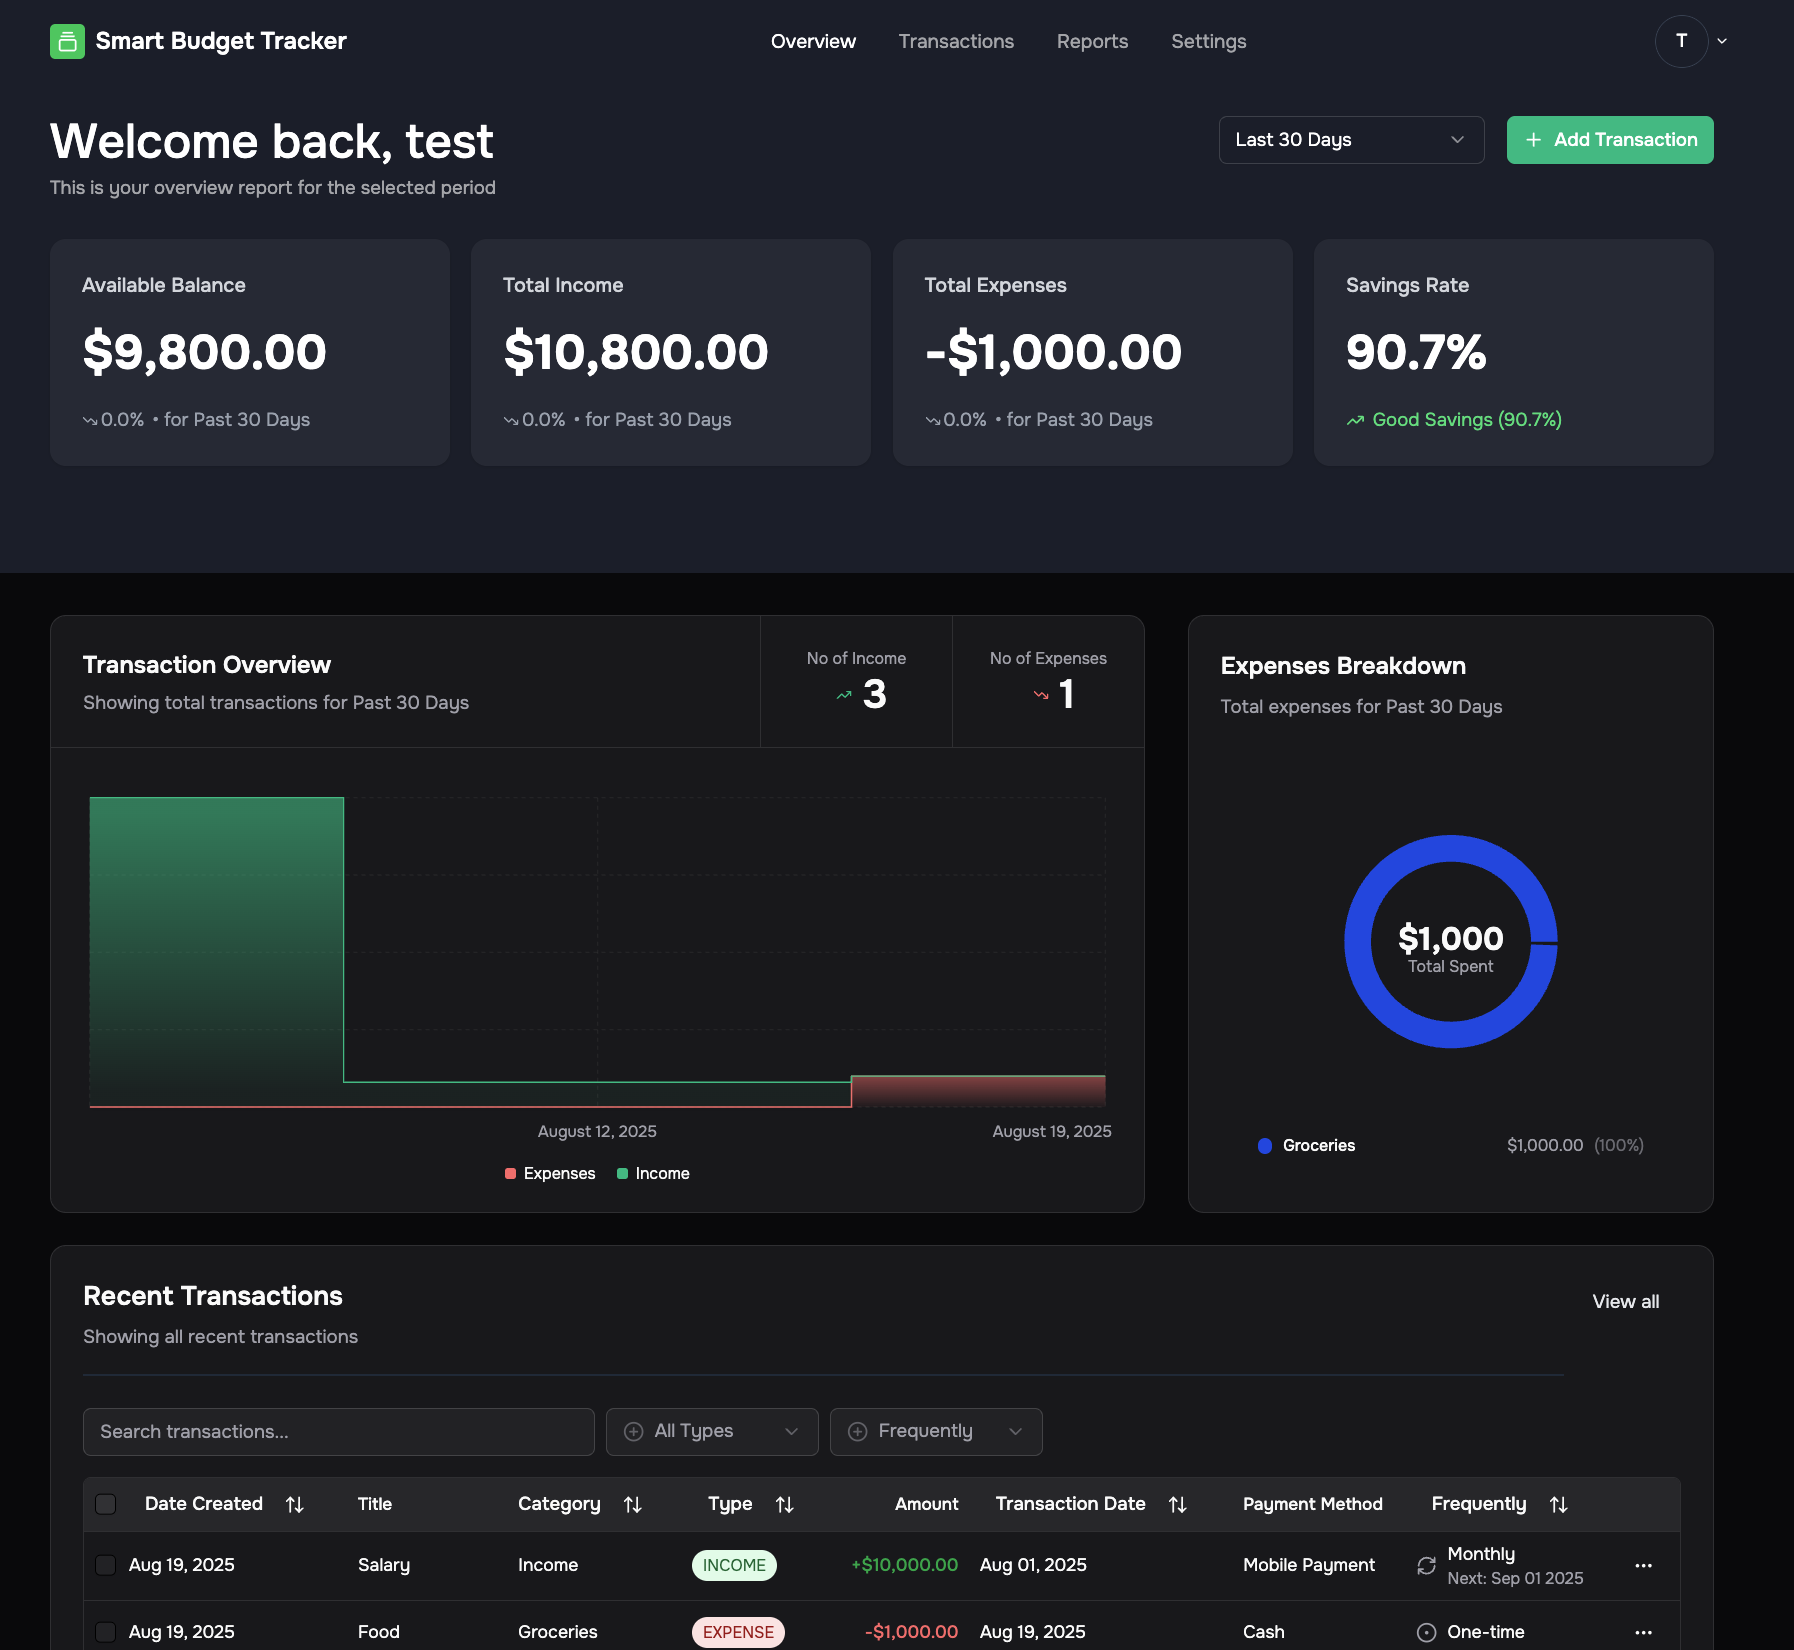 Smart Budget Tracker
Overview Transactions Reports Settings
T
Welcome back, test
This is your overview report for the selected period
Last 30 Days
+ Add Transaction
Available Balance
$9,800.00
0.0% • for Past 30 Days
Total Income
$10,800.00
0.0% • for Past 30 Days
Total Expenses
-$1,000.00
0.0% • for Past 30 Days
Savings Rate
90.7%
Good Savings (90.7%)
Transaction Overview
Showing total transactions for Past 30 Days
No of Income
3
No of Expenses
1
August 12, 2025 August 19, 2025
Expenses Income
Expenses Breakdown
Total expenses for Past 30 Days
$1,000
Total Spent
Groceries $1,000.00 (100%)
Recent Transactions
Showing all recent transactions
View all
Search transactions...
All Types
Frequently
Date Created Title Category Type Amount Transaction Date Payment Method Frequently
Aug 19, 2025 Salary Income INCOME +$10,000.00 Aug 01, 2025 Mobile Payment Monthly
Next: Sep 01 2025
Aug 19, 2025 Food Groceries EXPENSE -$1,000.00 Aug 19, 2025 Cash One-time